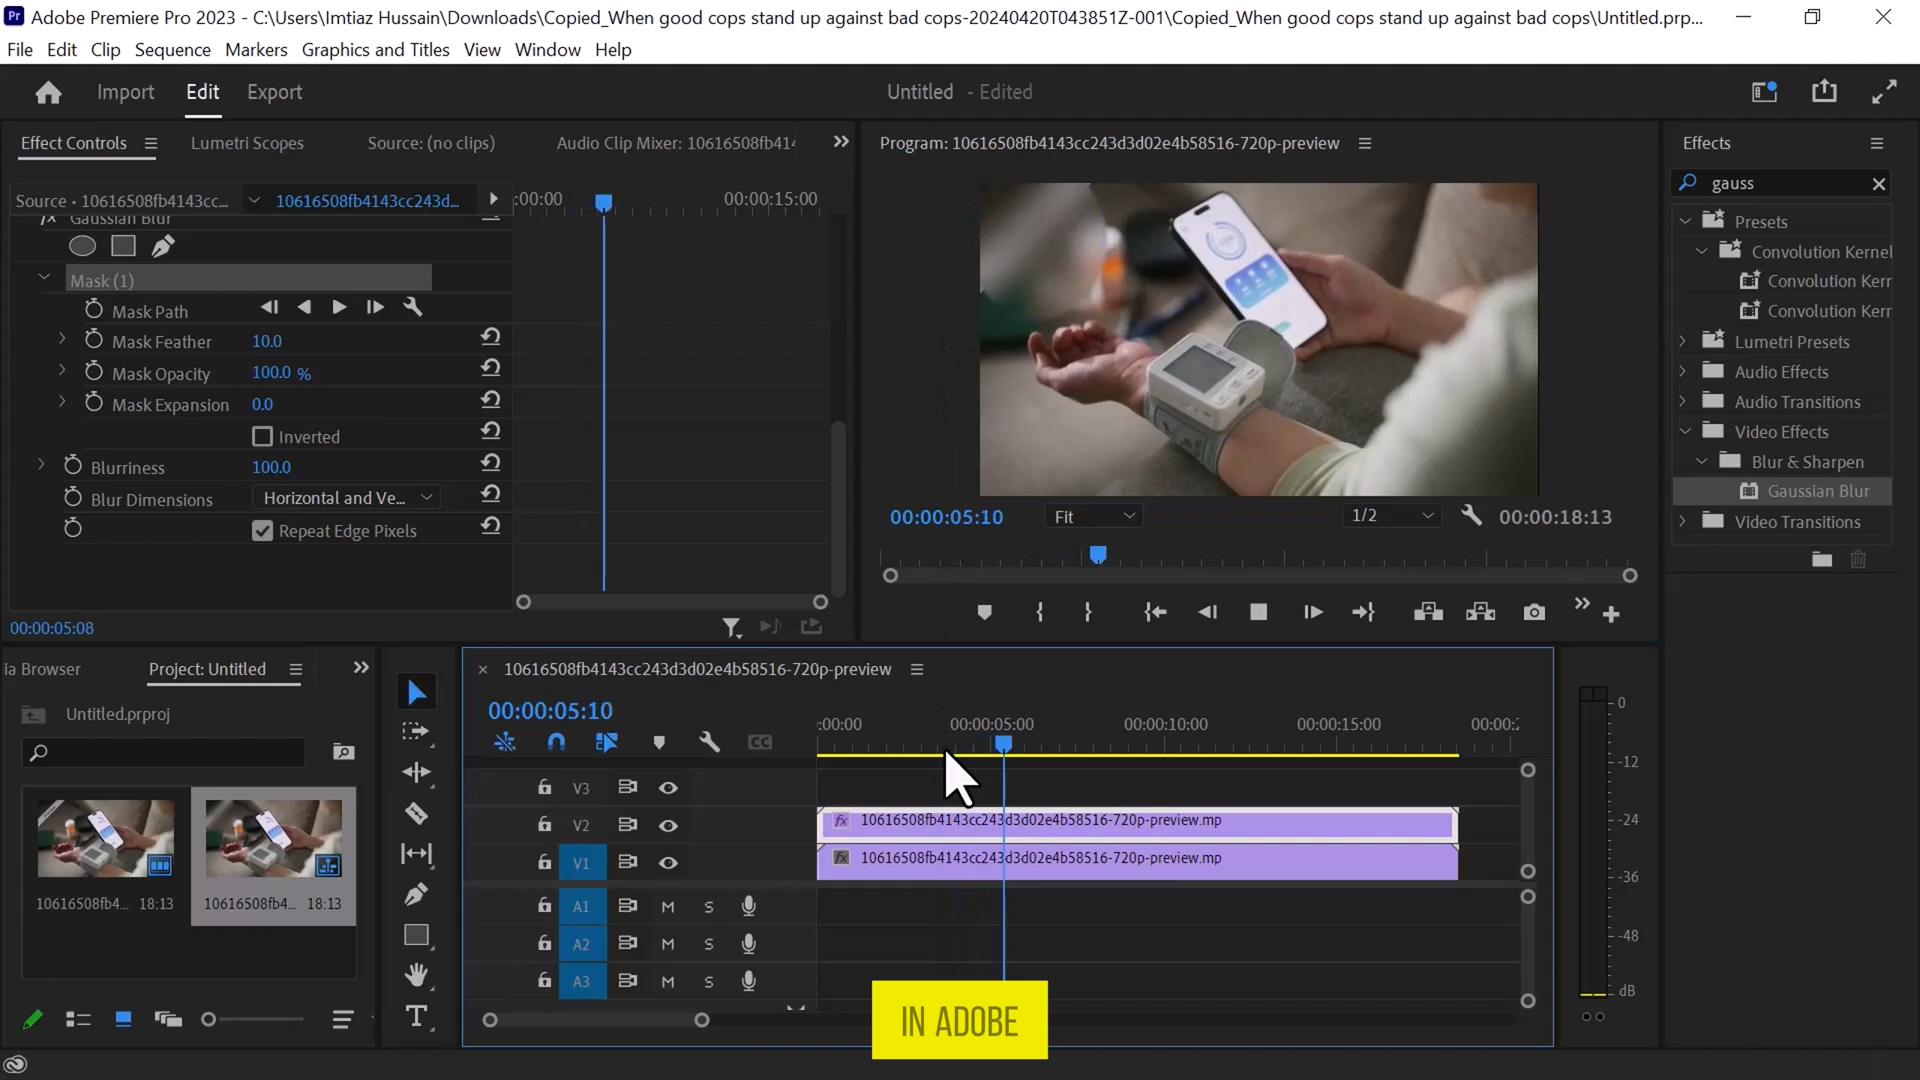 Adobe Premiere Pro 2023 - C:\Users\Imtiaz Hussain\Downloads\Copied_When good cops stand up against bad cops-20240420T043851Z-001\Copied_When good cops stand up against bad cops\Untitled.prp...
File Edit Clip Sequence Markers Graphics and Titles View Window Help
Import Edit Export
Untitled - Edited
Effect Controls Lumetri Scopes Source: (no clips) Audio Clip Mixer: 10616508fb414
Program: 10616508fb4143cc243d3d02e4b58516-720p-preview
Effects
Source • 10616508fb4143cc... 10616508fb4143cc243d...
:00:00 00:00:15:00
gauss
Gaussian Blur
Mask (1)
Mask Path
Mask Feather 10.0
Mask Opacity 100.0 %
Mask Expansion 0.0
Inverted
Blurriness 100.0
Blur Dimensions Horizontal and Ve...
Repeat Edge Pixels
00:00:05:08
00:00:05:10 Fit 1/2 00:00:18:13
Presets
Convolution Kernel
Convolution Kerr
Convolution Kerr
Lumetri Presets
Audio Effects
Audio Transitions
Video Effects
Blur & Sharpen
Gaussian Blur
Video Transitions
ia Browser Project: Untitled
Untitled.prproj
10616508fb4... 18:13 10616508fb4... 18:13
10616508fb4143cc243d3d02e4b58516-720p-preview
00:00:05:10
:00:00 00:00:05:00 00:00:10:00 00:00:15:00 00:00:2
CC
V3
V2 fx 10616508fb4143cc243d3d02e4b58516-720p-preview.mp
V1 fx 10616508fb4143cc243d3d02e4b58516-720p-preview.mp
A1 M S
A2 M S
A3 M S
T
0
-12
-24
-36
-48
dB
IN ADOBE